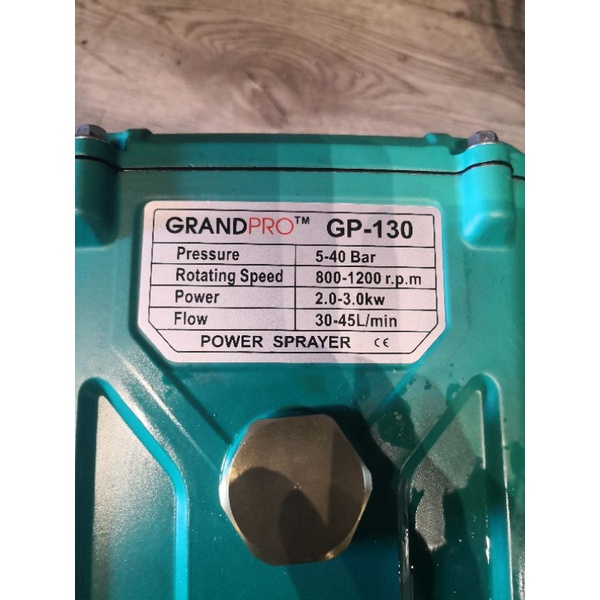 GRANDPRO™ GP-130
Pressure 5-40 Bar
Rotating Speed 800-1200 r.p.m
Power 2.0-3.0kw
Flow 30-45L/min
POWER SPRAYER CE